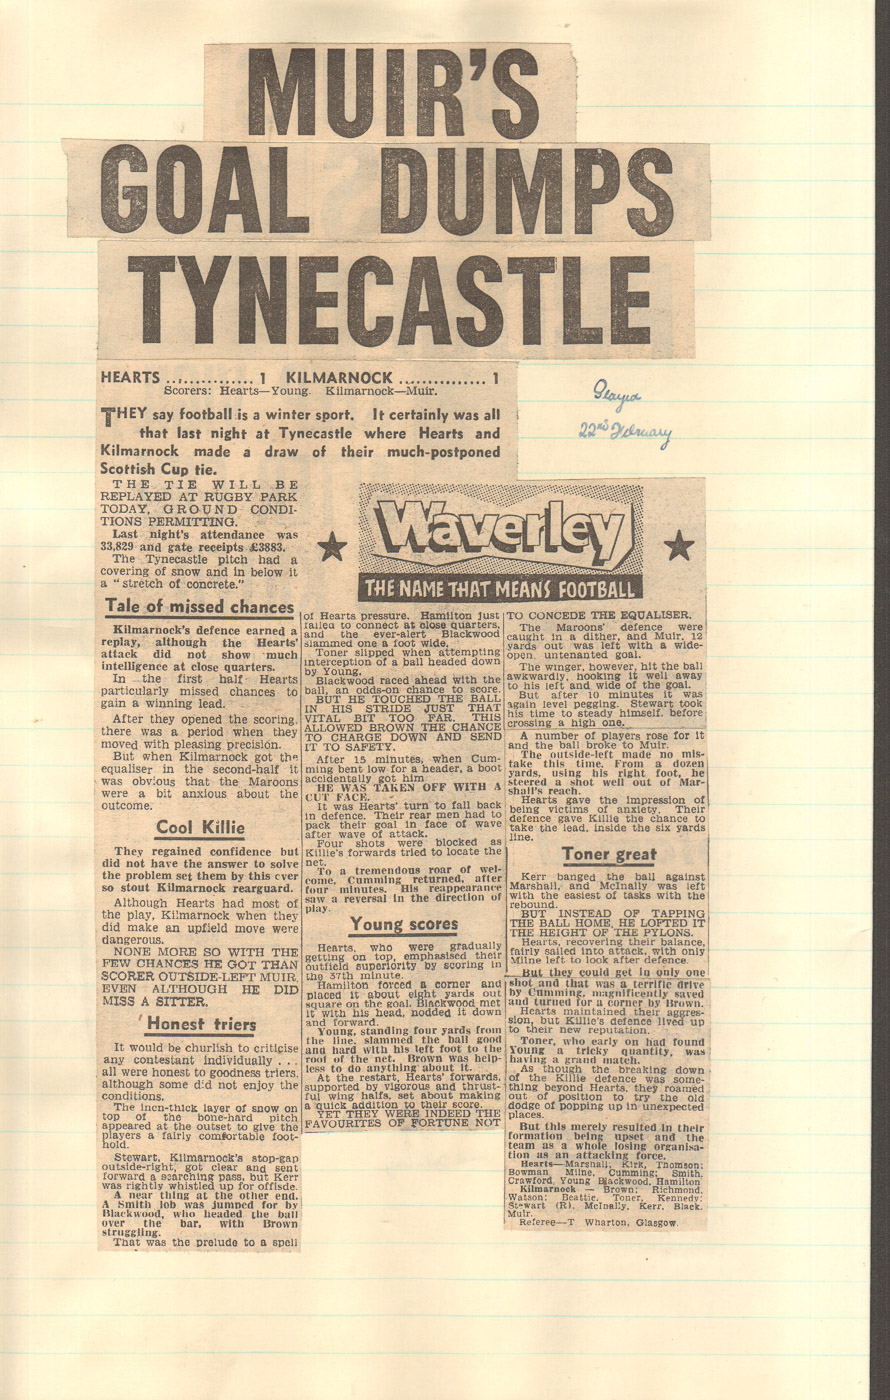 MUIR'S
GOAL DUMPS
TYNECASTLE
HEARTS .............. 1 KILMARNOCK ............... 1
Scorers: Hearts—Young. Kilmarnock—Muir.
Played
22nd February
THEY say football is a winter sport. It certainly was all
that last night at Tynecastle where Hearts and
Kilmarnock made a draw of their much-postponed
Scottish Cup tie.
THE TIE WILL BE
REPLAYED AT RUGBY PARK
TODAY, GROUND CONDI-
TIONS PERMITTING.
Last night's attendance was
33,829 and gate receipts £3883.
The Tynecastle pitch had a
covering of snow and in below it
a "stretch of concrete."
Tale of missed chances
Kilmarnock's defence earned a
replay, although the Hearts'
attack did not show much
intelligence at close quarters.
In the first half Hearts
particularly missed chances to
gain a winning lead.
After they opened the scoring,
there was a period when they
moved with pleasing precision.
But when Kilmarnock got the
equaliser in the second-half it
was obvious that the Maroons
were a bit anxious about the
outcome.
Cool Killie
They regained confidence but
did not have the answer to solve
the problem set them by this ever
so stout Kilmarnock rearguard.
Although Hearts had most of
the play, Kilmarnock when they
did make an upfield move were
dangerous.
NONE MORE SO WITH THE
FEW CHANCES HE GOT THAN
SCORER OUTSIDE-LEFT MUIR,
EVEN ALTHOUGH HE DID
MISS A SITTER.
Honest triers
It would be churlish to criticise
any contestant individually . . .
all were honest to goodness triers,
although some did not enjoy the
conditions.
The inch-thick layer of snow on
top of the bone-hard pitch
appeared at the outset to give the
players a fairly comfortable foot-
hold.
Stewart, Kilmarnock's stop-gap
outside-right, got clear and sent
forward a searching pass, but Kerr
was rightly whistled up for offside.
A near thing at the other end.
A Smith lob was jumped for by
Blackwood, who headed the ball
over the bar, with Brown
struggling.
That was the prelude to a spell
Waverley
THE NAME THAT MEANS FOOTBALL
of Hearts pressure. Hamilton just
failed to connect at close quarters,
and the ever-alert Blackwood
slammed one a foot wide.
Toner slipped when attempting
interception of a ball headed down
by Young.
Blackwood raced ahead with the
ball, an odds-on chance to score.
BUT HE TOUCHED THE BALL
IN HIS STRIDE JUST THAT
VITAL BIT TOO FAR. THIS
ALLOWED BROWN THE CHANCE
TO CHARGE DOWN AND SEND
IT TO SAFETY.
After 15 minutes, when Cum-
ming bent low for a header, a boot
accidentally got him.
HE WAS TAKEN OFF WITH A
CUT FACE.
It was Hearts' turn to fall back
in defence. Their rear men had to
pack their goal in face of wave
after wave of attack.
Four shots were blocked as
Killie's forwards tried to locate the
net.
To a tremendous roar of wel-
come, Cumming returned, after
four minutes. His reappearance
saw a reversal in the direction of
play.
Young scores
Hearts, who were gradually
getting on top, emphasised their
outfield superiority by scoring in
the 37th minute.
Hamilton forced a corner and
placed it about eight yards out
square on the goal. Blackwood met
it with his head, nodded it down
and forward.
Young, standing four yards from
the line, slammed the ball good
and hard with his left foot to the
roof of the net. Brown was help-
less to do anything about it.
At the restart, Hearts' forwards,
supported by vigorous and thrust-
ful wing halfs, set about making
a quick addition to their score.
YET THEY WERE INDEED THE
FAVOURITES OF FORTUNE NOT
TO CONCEDE THE EQUALISER.
The Maroons' defence were
caught in a dither, and Muir, 12
yards out was left with a wide-
open, untenanted goal.
The winger, however, hit the ball
awkwardly, hooking it well away
to his left and wide of the goal.
But after 10 minutes it was
again level pegging. Stewart took
his time to steady himself, before
crossing a high one.
A number of players rose for it
and the ball broke to Muir.
The outside-left made no mis-
take this time. From a dozen
yards, using his right foot, he
steered a shot well out of Mar-
shall's reach.
Hearts gave the impression of
being victims of anxiety. Their
defence gave Killie the chance to
take the lead, inside the six yards
line.
Toner great
Kerr banged the ball against
Marshall, and McInally was left
with the easiest of tasks with the
rebound.
BUT INSTEAD OF TAPPING
THE BALL HOME, HE LOFTED IT
THE HEIGHT OF THE PYLONS.
Hearts, recovering their balance,
fairly sailed into attack, with only
Milne left to look after defence.
But they could get in only one
shot and that was a terrific drive
by Cumming, magnificently saved
and turned for a corner by Brown.
Hearts maintained their aggres-
sion, but Killie's defence lived up
to their new reputation.
Toner, who early on had found
Young a tricky quantity, was
having a grand match.
As though the breaking down
of the Killie defence was some-
thing beyond Hearts, they roamed
out of position to try the old
dodge of popping up in unexpected
places.
But this merely resulted in their
formation being upset and the
team as a whole losing organisa-
tion as an attacking force.
Hearts—Marshall; Kirk, Thomson;
Bowman, Milne, Cumming; Smith,
Crawford, Young, Blackwood, Hamilton.
Kilmarnock — Brown; Richmond,
Watson; Beattie, Toner, Kennedy;
Stewart (R), McInally, Kerr, Black,
Muir.
Referee—T Wharton, Glasgow.